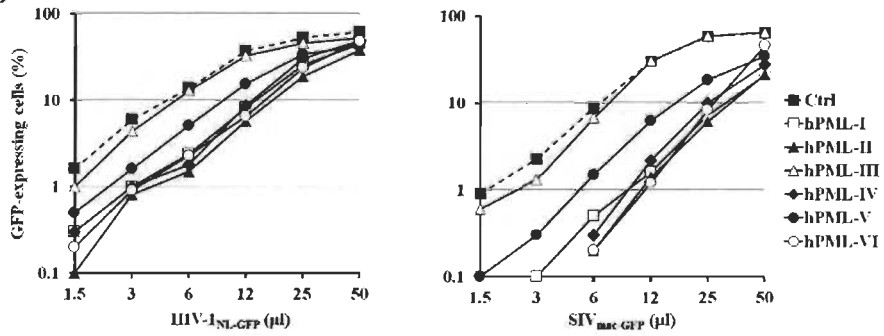 GFP-expressing cells (%)
100
10
1
0.1
1.5 3 6 12 25 50
HIV-1NL-GFP (µl)
100
10
1
0.1
1.5 3 6 12 25 50
SIVmac-GFP (µl)
Ctrl
hPML-I
hPML-II
hPML-III
hPML-IV
hPML-V
hPML-VI